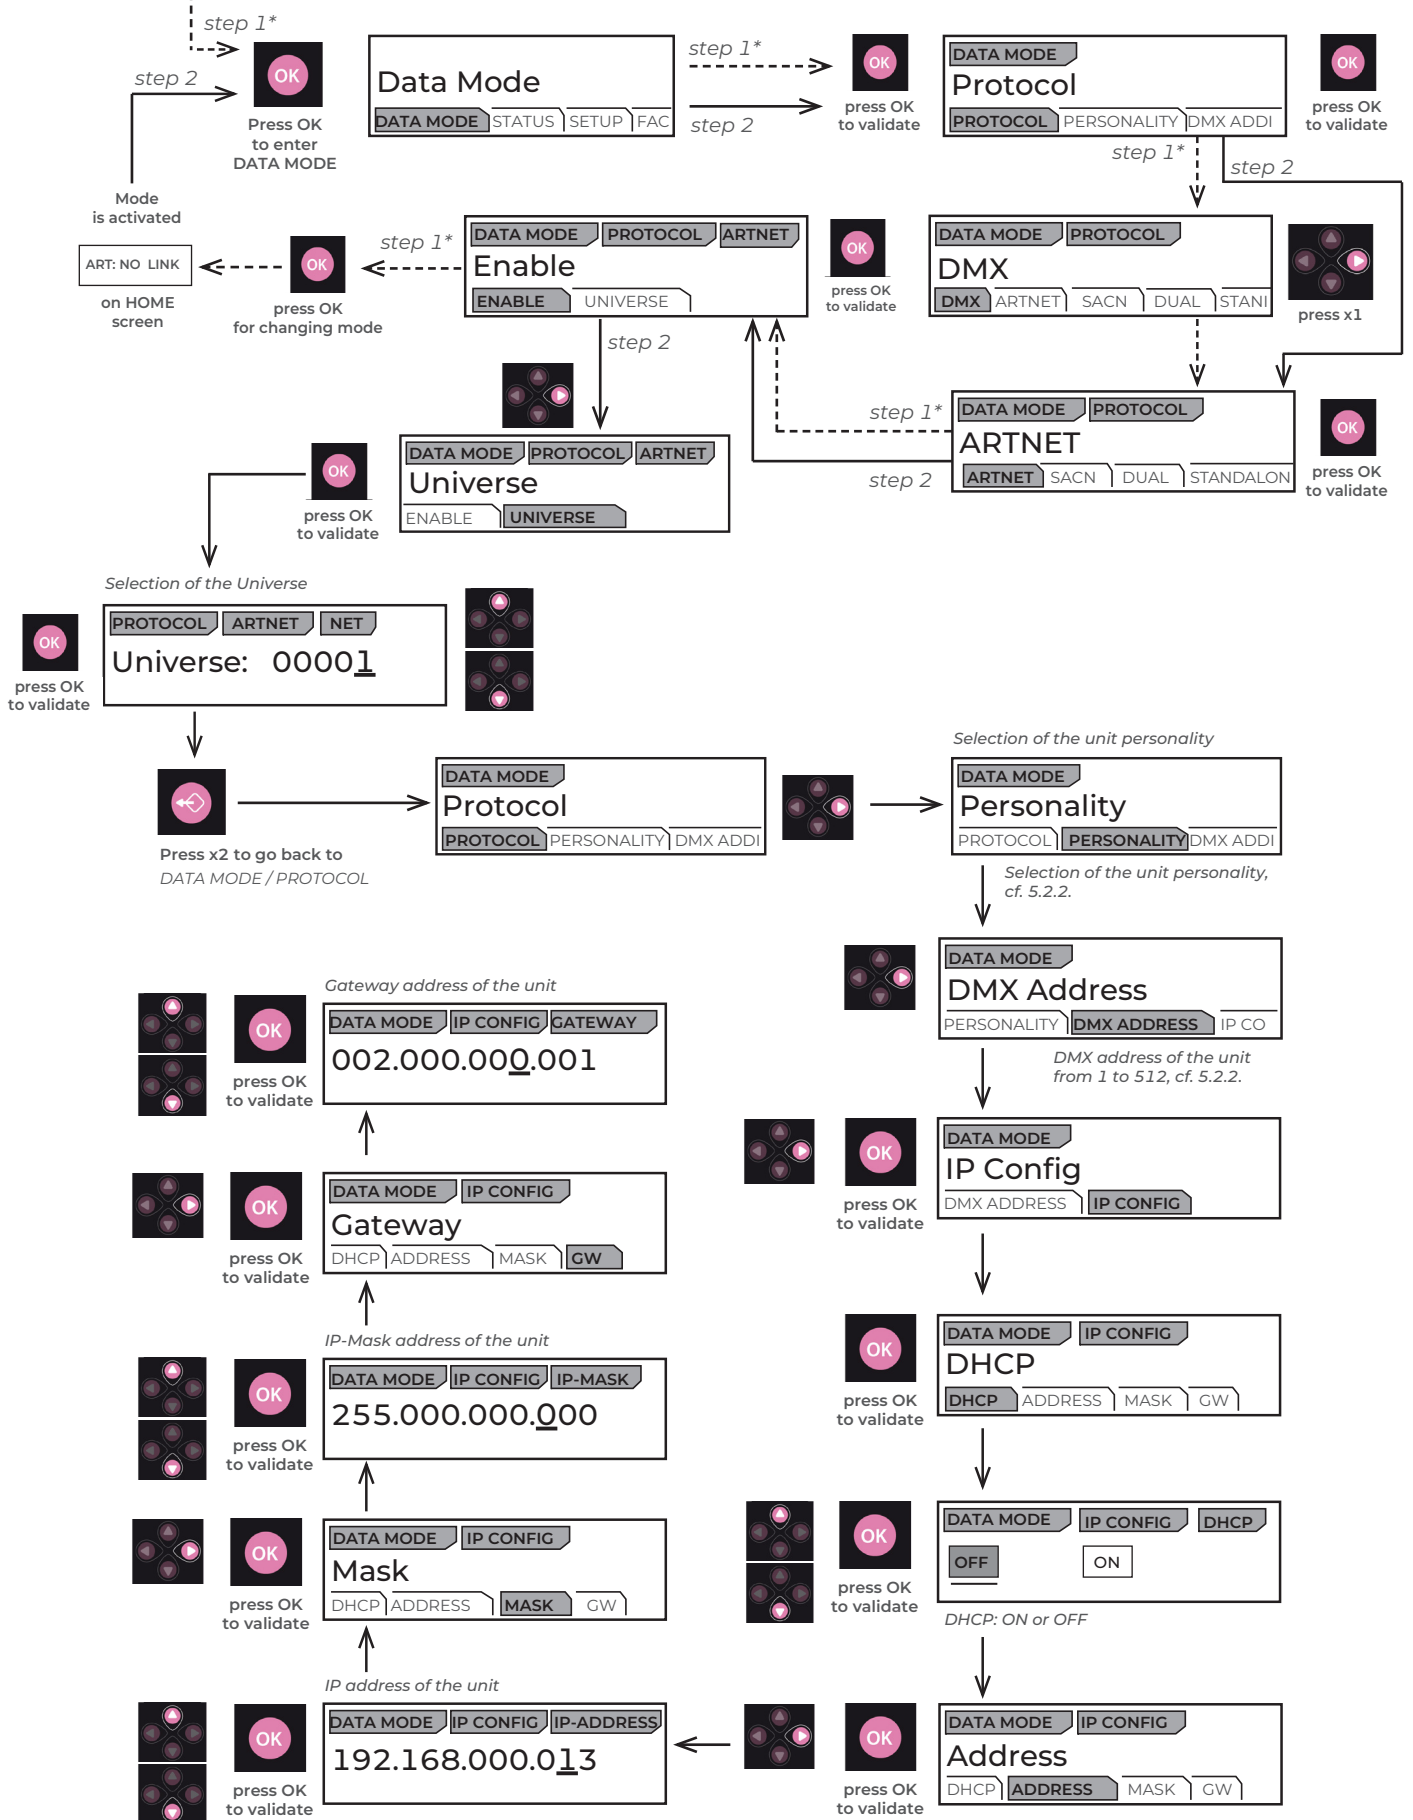 step 1*
step 2
OK
Press OK
to enter
DATA MODE
Data Mode
DATA MODE STATUS SETUP FAC
step 1*
step 2
OK
press OK
to validate
DATA MODE
Protocol
PROTOCOL PERSONALITY DMX ADDI
OK
press OK
to validate
step 1*
step 2
Mode
is activated
ART: NO LINK
on HOME
screen
OK
press OK
for changing mode
step 1*
DATA MODE PROTOCOL ARTNET
Enable
ENABLE UNIVERSE
OK
press OK
to validate
DATA MODE PROTOCOL
DMX
DMX ARTNET SACN DUAL STANI
press x1
step 2
step 1*
step 2
DATA MODE PROTOCOL
ARTNET
ARTNET SACN DUAL STANDALON
OK
press OK
to validate
DATA MODE PROTOCOL ARTNET
Universe
ENABLE UNIVERSE
OK
press OK
to validate
Selection of the Universe
OK
press OK
to validate
PROTOCOL ARTNET NET
Universe: 00001
Press x2 to go back to
DATA MODE / PROTOCOL
DATA MODE
Protocol
PROTOCOL PERSONALITY DMX ADDI
Selection of the unit personality
DATA MODE
Personality
PROTOCOL PERSONALITY DMX ADDI
Selection of the unit personality,
cf. 5.2.2.
DATA MODE
DMX Address
PERSONALITY DMX ADDRESS IP CO
DMX address of the unit
from 1 to 512, cf. 5.2.2.
OK
press OK
to validate
DATA MODE
IP Config
DMX ADDRESS IP CONFIG
OK
press OK
to validate
DATA MODE IP CONFIG
DHCP
DHCP ADDRESS MASK GW
OK
press OK
to validate
DATA MODE IP CONFIG DHCP
OFF ON
DHCP: ON or OFF
OK
press OK
to validate
DATA MODE IP CONFIG
Address
DHCP ADDRESS MASK GW
IP address of the unit
OK
press OK
to validate
DATA MODE IP CONFIG IP-ADDRESS
192.168.000.013
OK
press OK
to validate
DATA MODE IP CONFIG
Mask
DHCP ADDRESS MASK GW
IP-Mask address of the unit
OK
press OK
to validate
DATA MODE IP CONFIG IP-MASK
255.000.000.000
OK
press OK
to validate
DATA MODE IP CONFIG
Gateway
DHCP ADDRESS MASK GW
Gateway address of the unit
OK
press OK
to validate
DATA MODE IP CONFIG GATEWAY
002.000.000.001